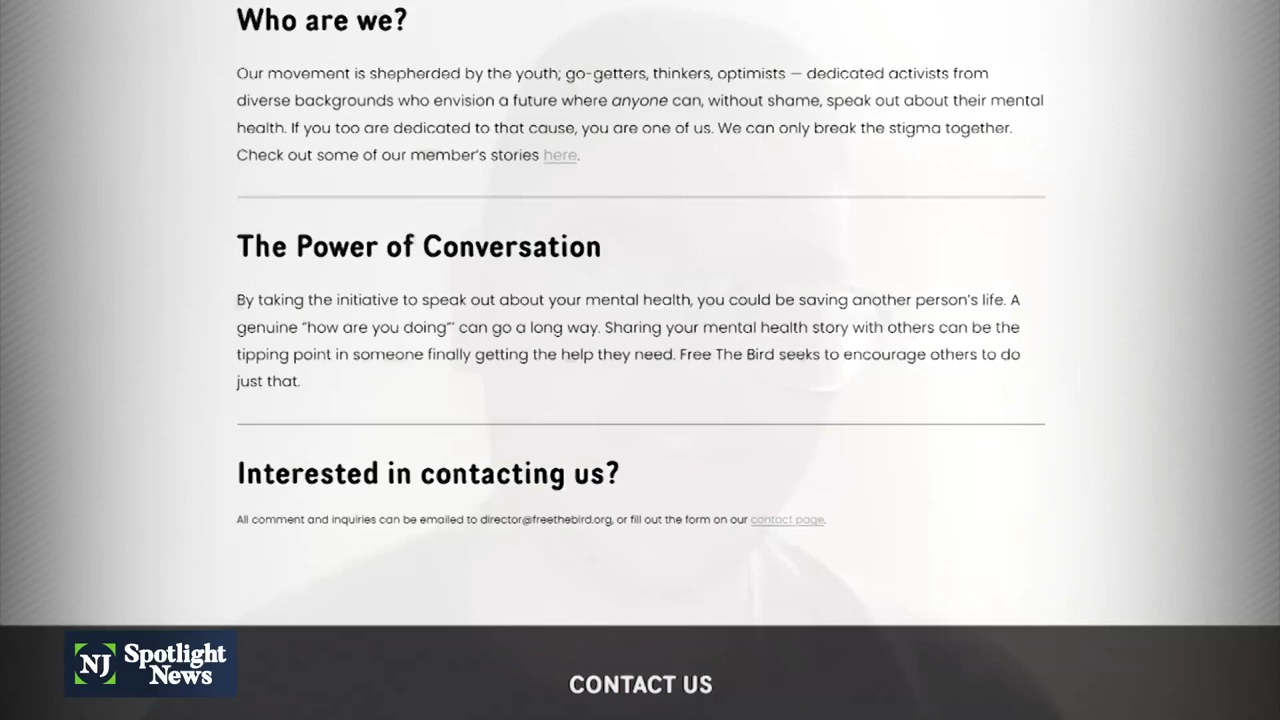 Who are we?
Our movement is shepherded by the youth; go-getters, thinkers, optimists — dedicated activists from
diverse backgrounds who envision a future where anyone can, without shame, speak out about their mental
health. If you too are dedicated to that cause, you are one of us. We can only break the stigma together.
Check out some of our member's stories here.
The Power of Conversation
By taking the initiative to speak out about your mental health, you could be saving another person's life. A
genuine "how are you doing"' can go a long way. Sharing your mental health story with others can be the
tipping point in someone finally getting the help they need. Free The Bird seeks to encourage others to do
just that.
Interested in contacting us?
All comment and inquiries can be emailed to director@freethebird.org, or fill out the form on our contact page.
NJ Spotlight
News
CONTACT US